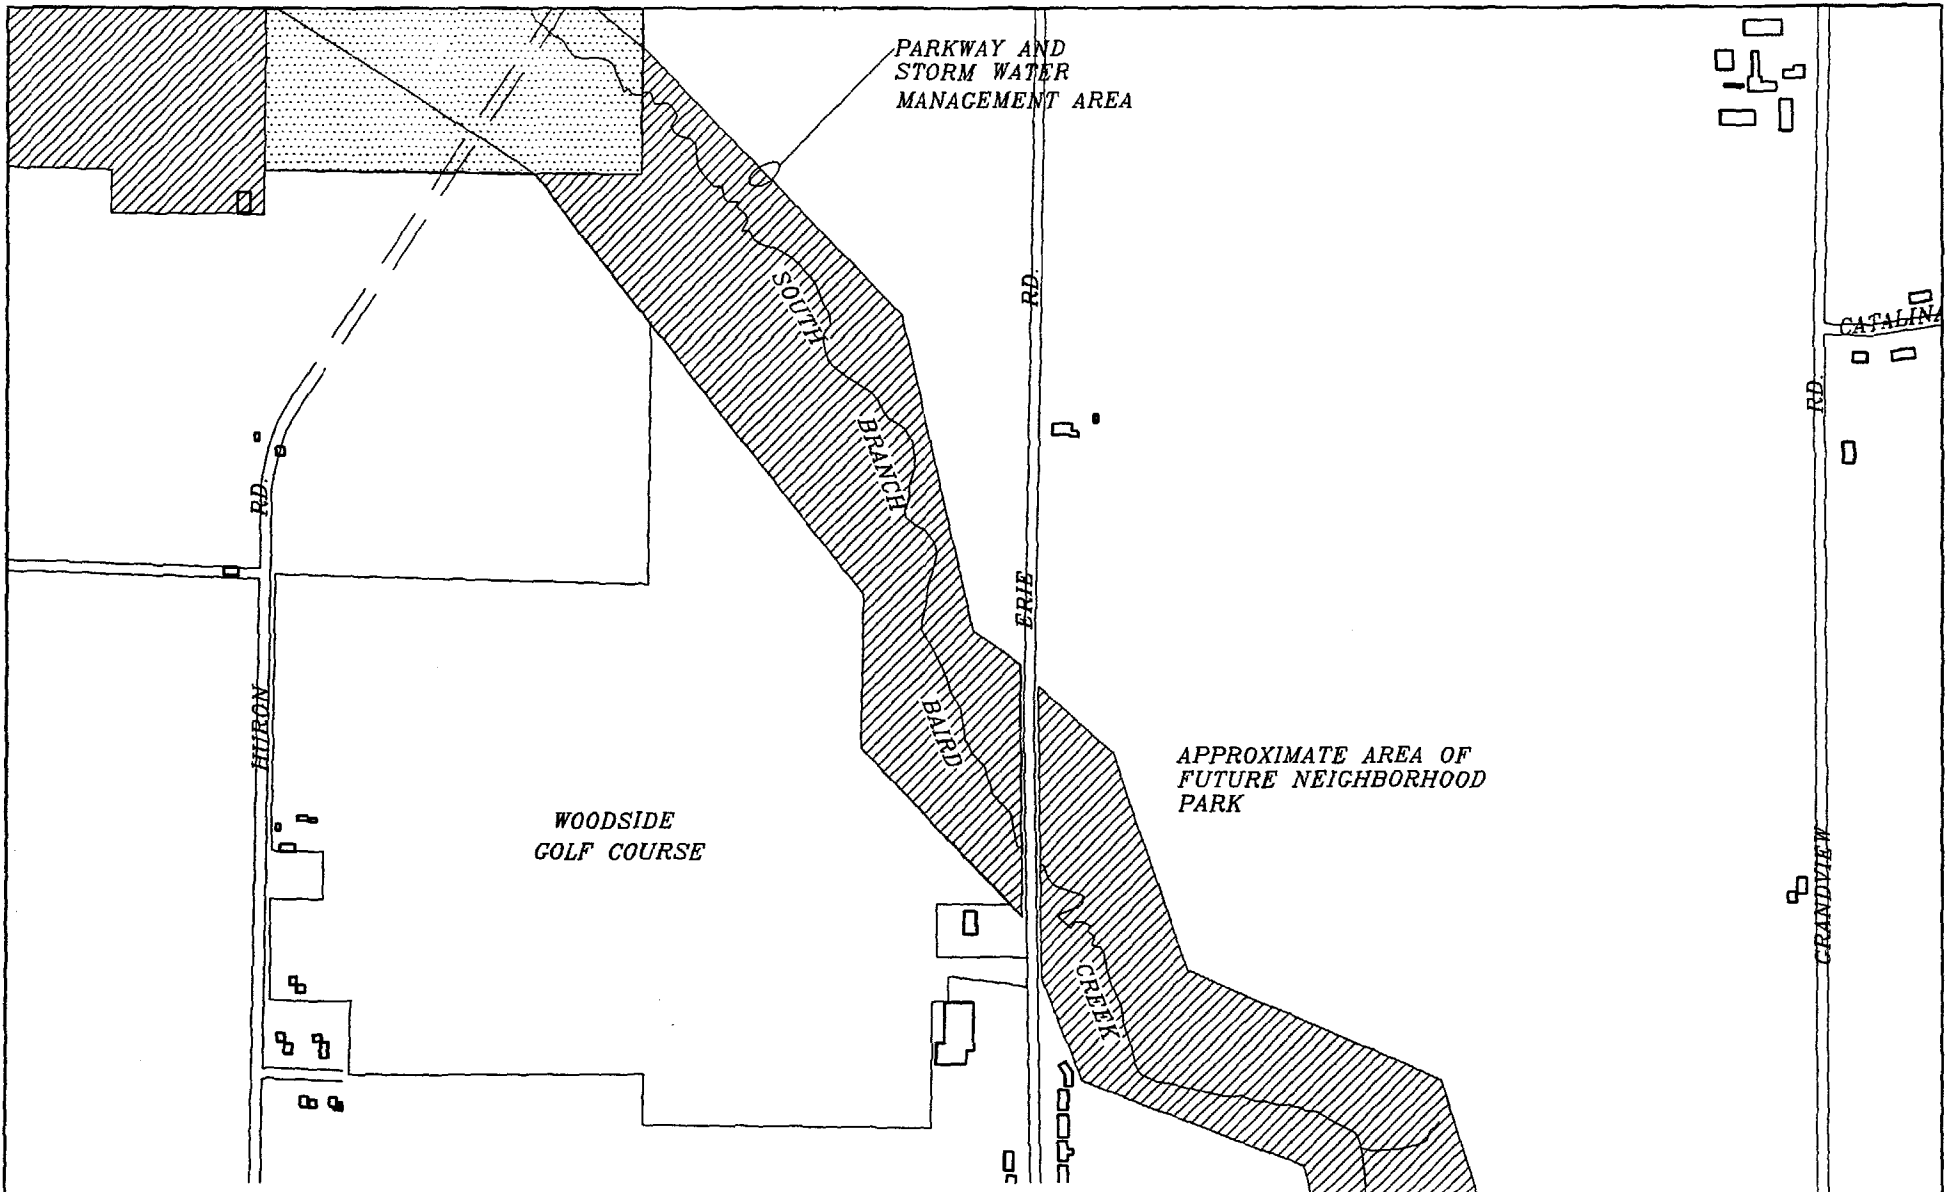 PARKWAY AND
STORM WATER
MANAGEMENT AREA
SOUTH
BRANCH
BAIRD
CREEK
ERIE
RD.
HURON
RD.
GRANDVIEW
RD.
CATALINA
WOODSIDE
GOLF COURSE
APPROXIMATE AREA OF
FUTURE NEIGHBORHOOD
PARK